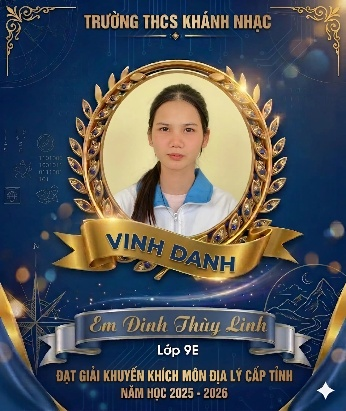 TRƯỜNG THCS KHÁNH NHẠC
VINH DANH
Em Đinh Thùy Linh
Lớp 9E
ĐẠT GIẢI KHUYẾN KHÍCH MÔN ĐỊA LÝ CẤP TỈNH
NĂM HỌC 2025 - 2026